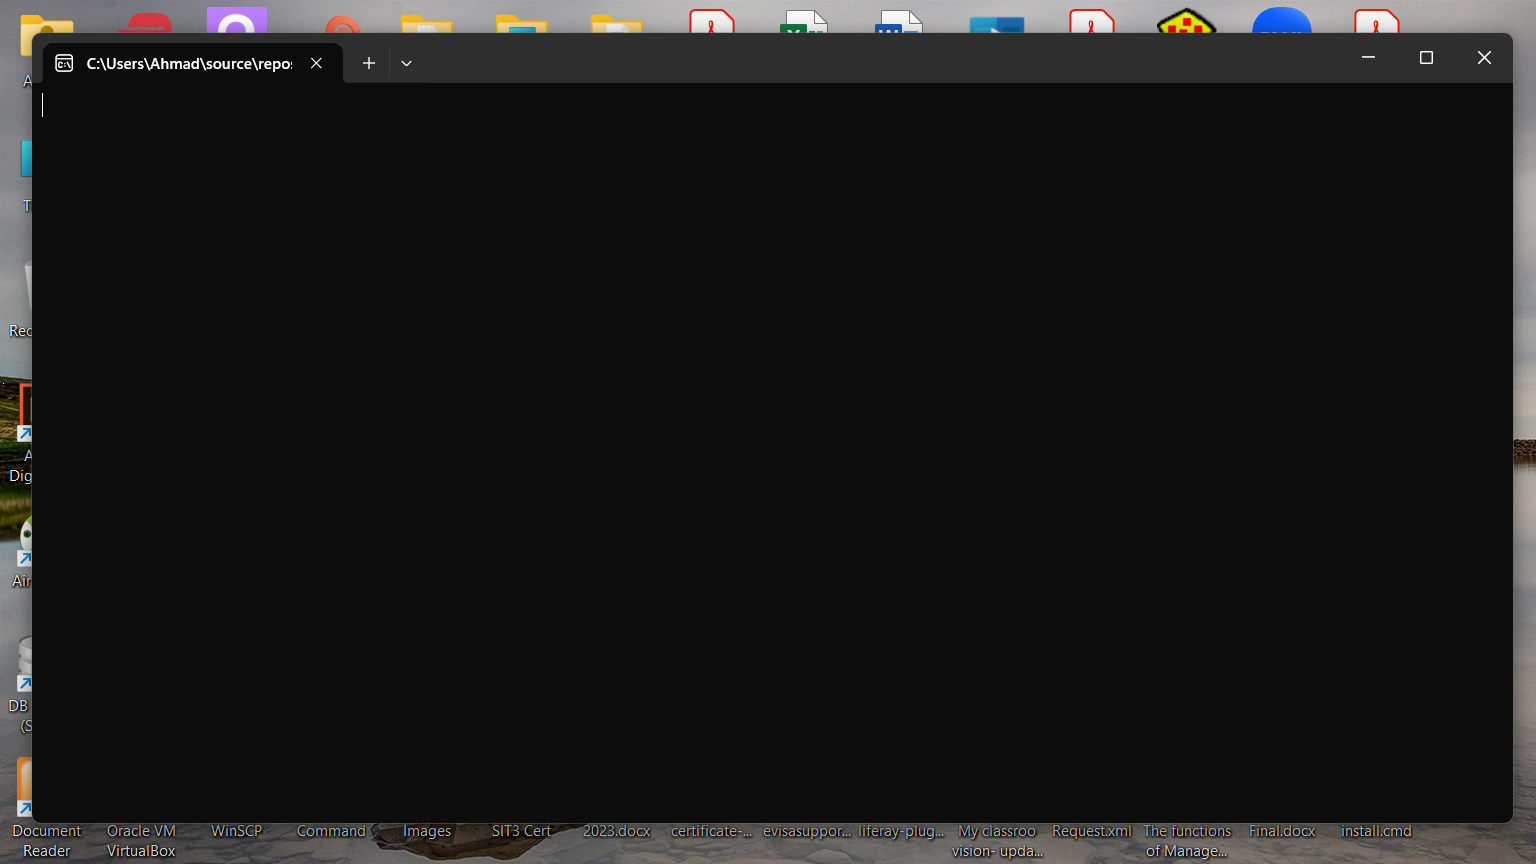 C:\Users\Ahmad\source\repos
Document
Reader
Oracle VM
VirtualBox
WinSCP
Command
Images
SIT3 Cert
2023.docx
certificate-...
evisasuppor...
liferay-plug...
My classroo
vision- upda...
Request.xml
The functions
of Manage...
Final.docx
install.cmd
Rec
Dig
Air
DB
(S